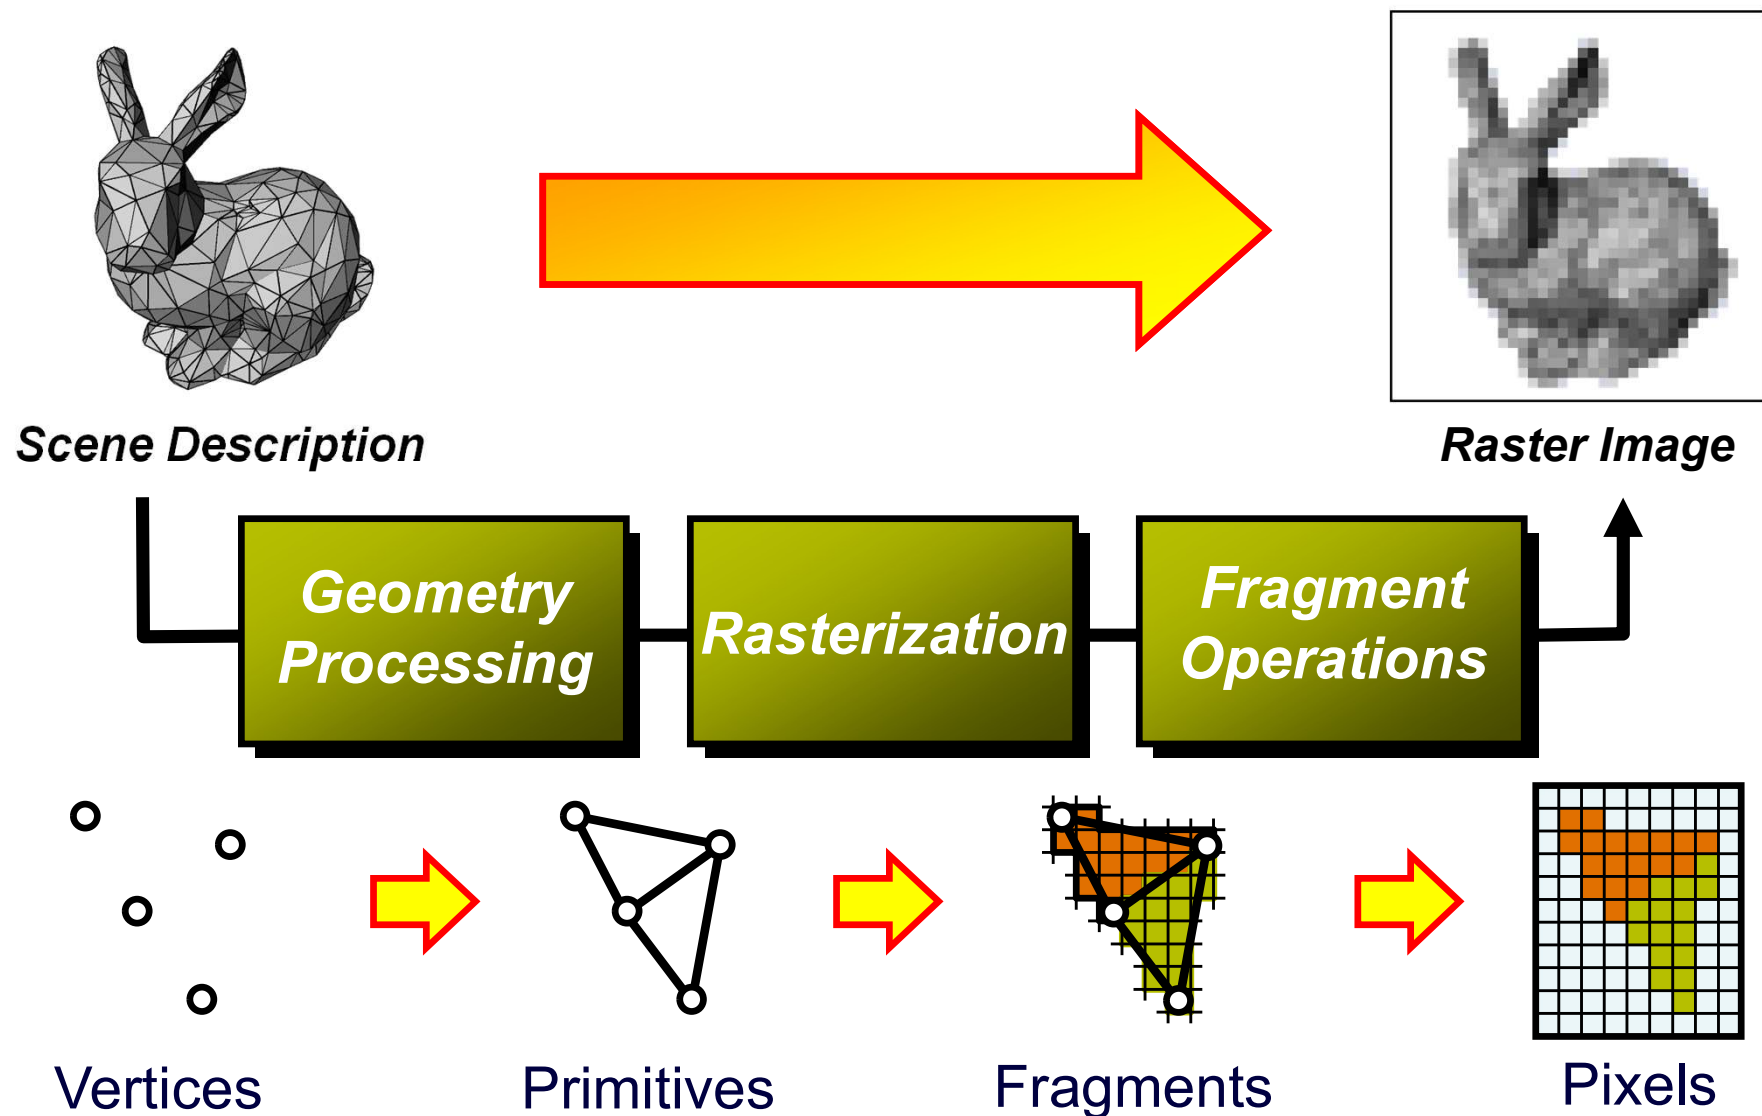 Scene Description
Raster Image
Geometry
Processing
Rasterization
Fragment
Operations
Vertices
Primitives
Fragments
Pixels